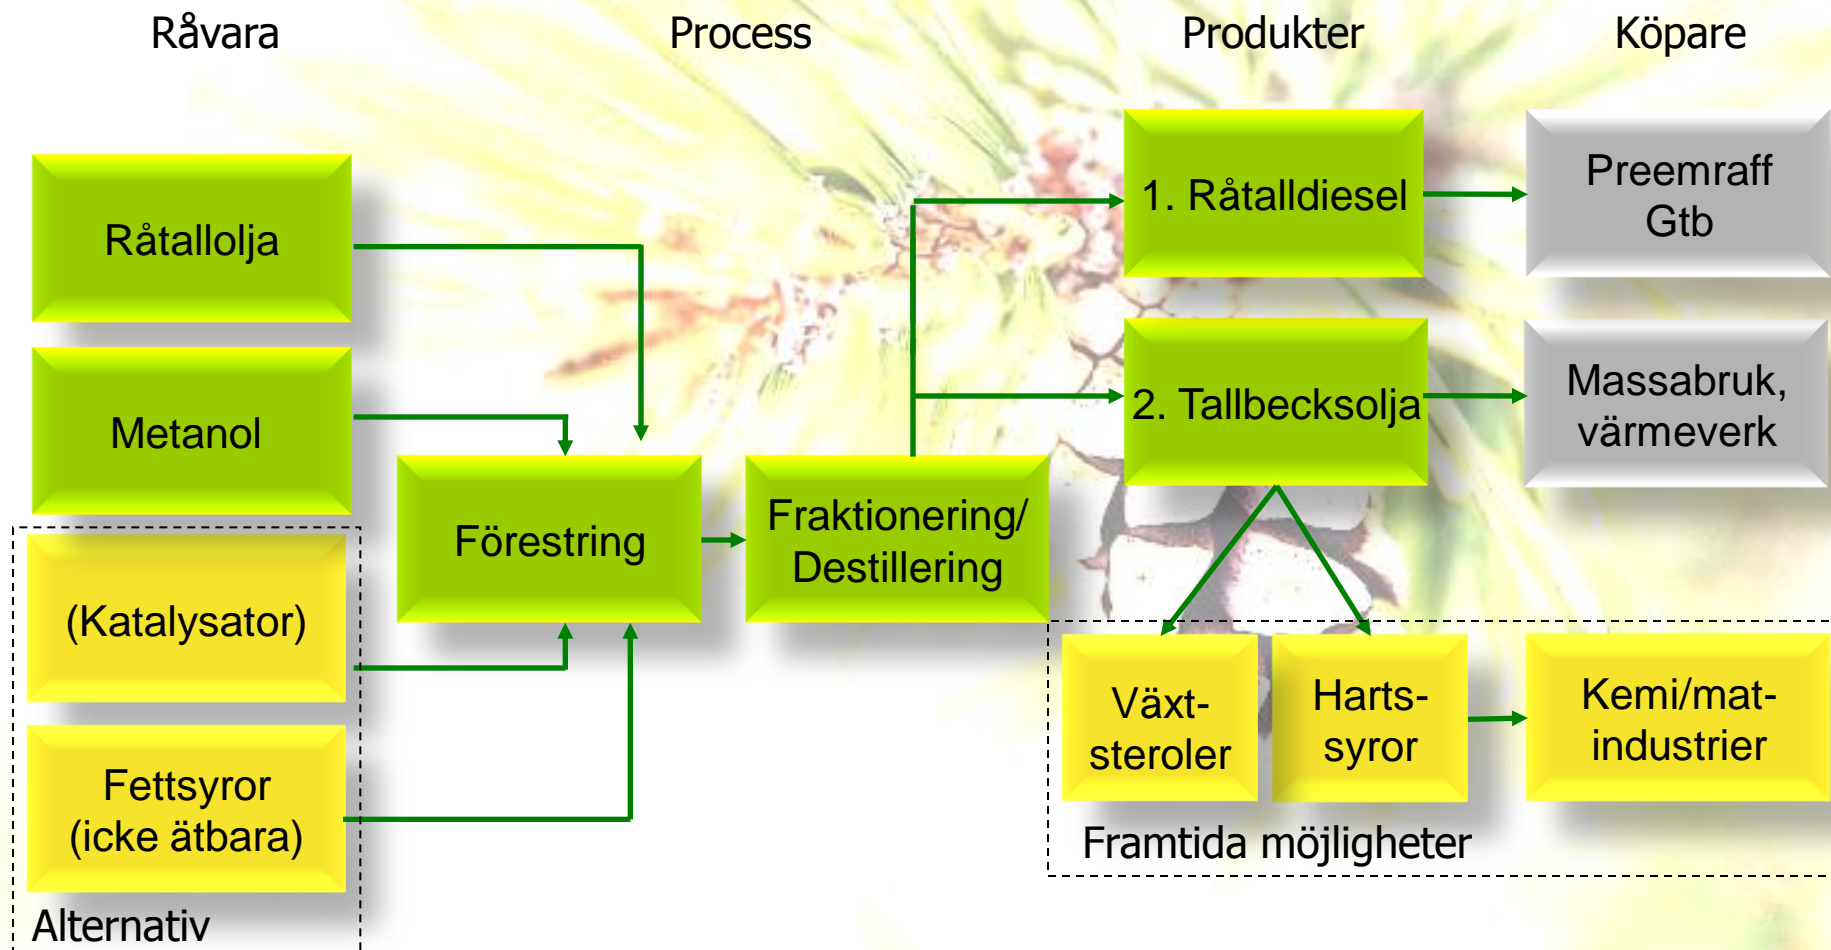 Råvara
Process
Produkter
Köpare
Råtallolja
Metanol
(Katalysator)
Fettsyror
(icke ätbara)
Alternativ
Förestring
Fraktionering/
Destillering
1. Råtalldiesel
2. Tallbecksolja
Växt-
steroler
Harts-
syror
Framtida möjligheter
Preemraff
Gtb
Massabruk,
värmeverk
Kemi/mat-
industrier